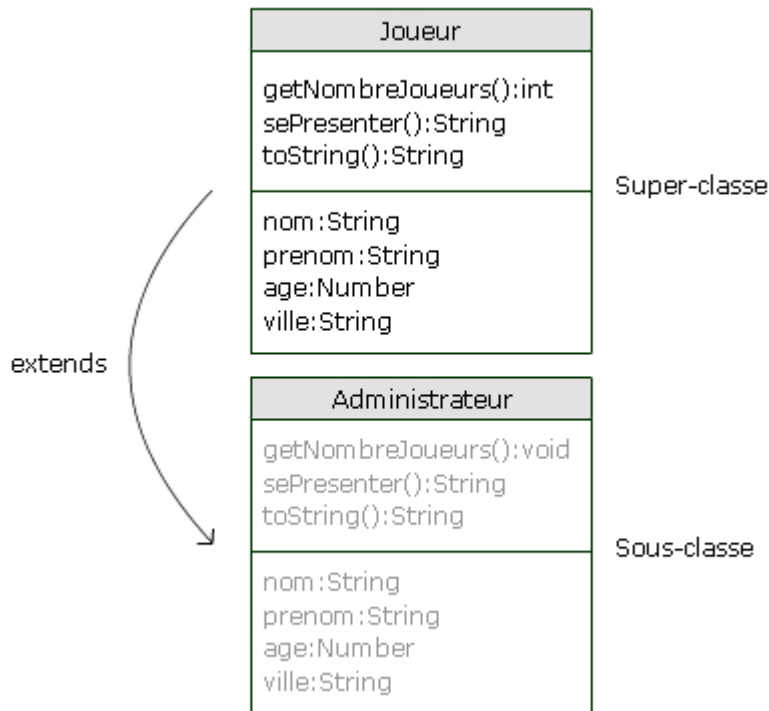 Joueur
getNombreJoueurs():int
sePresenter():String
toString():String
Super-classe
nom:String
prenom:String
age:Number
ville:String
extends
Administrateur
getNombreJoueurs():void
sePresenter():String
toString():String
Sous-classe
nom:String
prenom:String
age:Number
ville:String